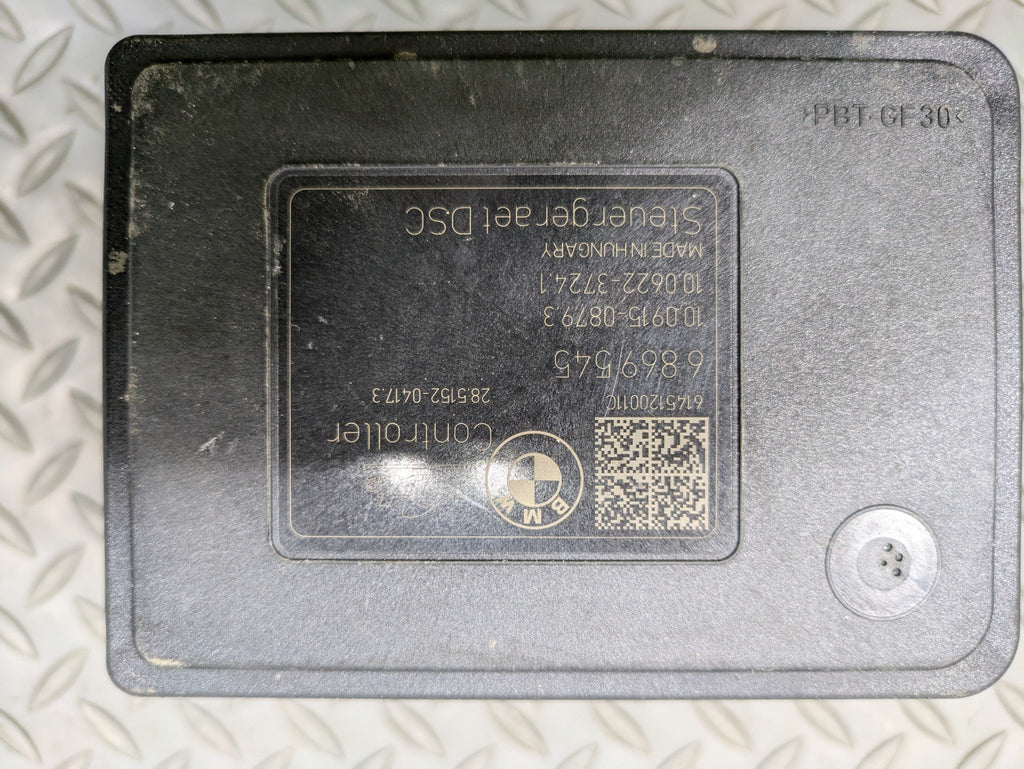 >PBT-GF30<
BMW
Controller
28.5152-0417.3
6145120011C
6 869 545
10.0915-0879.3
10.0622-3724.1
MADE IN HUNGARY
Steuergeraet DSC